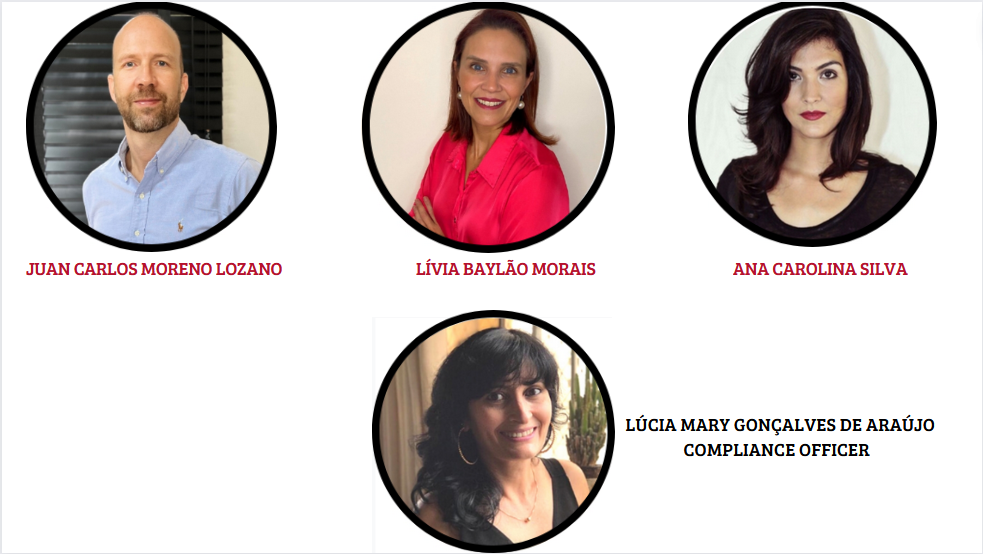 JUAN CARLOS MORENO LOZANO
LÍVIA BAYLÃO MORAIS
ANA CAROLINA SILVA
LÚCIA MARY GONÇALVES DE ARAÚJO
COMPLIANCE OFFICER